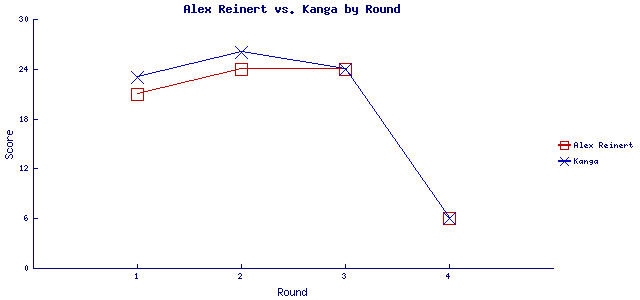 Alex Reinert vs. Kanga by Round
30
24
18
12
6
0
Score
1 2 3 4
Round
Alex Reinert
Kanga